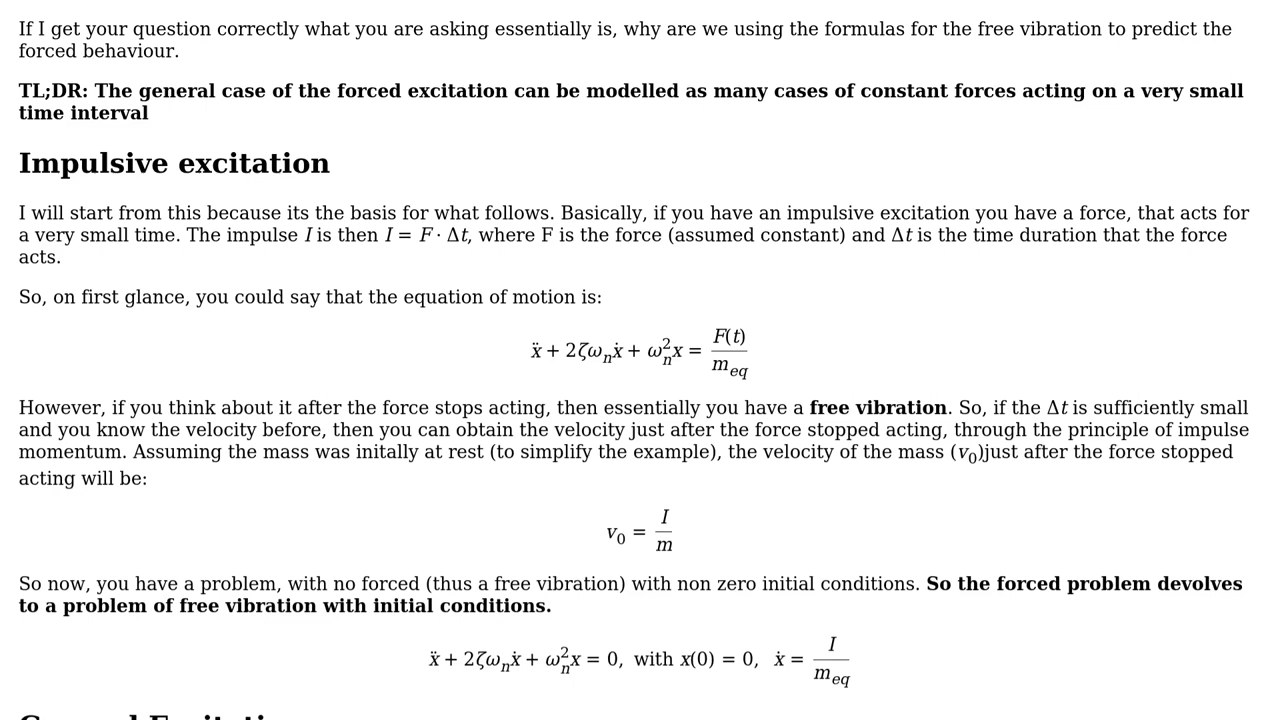 If I get your question correctly what you are asking essentially is, why are we using the formulas for the free vibration to predict the
forced behaviour.
TL;DR: The general case of the forced excitation can be modelled as many cases of constant forces acting on a very small
time interval
Impulsive excitation
I will start from this because its the basis for what follows. Basically, if you have an impulsive excitation you have a force, that acts for
a very small time. The impulse I is then I = F · Δt, where F is the force (assumed constant) and Δt is the time duration that the force
acts.
So, on first glance, you could say that the equation of motion is:
ẍ + 2ζω_n ẋ + ω_n^2 x = F(t) / m_eq
However, if you think about it after the force stops acting, then essentially you have a free vibration. So, if the Δt is sufficiently small
and you know the velocity before, then you can obtain the velocity just after the force stopped acting, through the principle of impulse
momentum. Assuming the mass was initally at rest (to simplify the example), the velocity of the mass (v_0)just after the force stopped
acting will be:
v_0 = I / m
So now, you have a problem, with no forced (thus a free vibration) with non zero initial conditions. So the forced problem devolves
to a problem of free vibration with initial conditions.
ẍ + 2ζω_n ẋ + ω_n^2 x = 0, with x(0) = 0, ẋ = I / m_eq